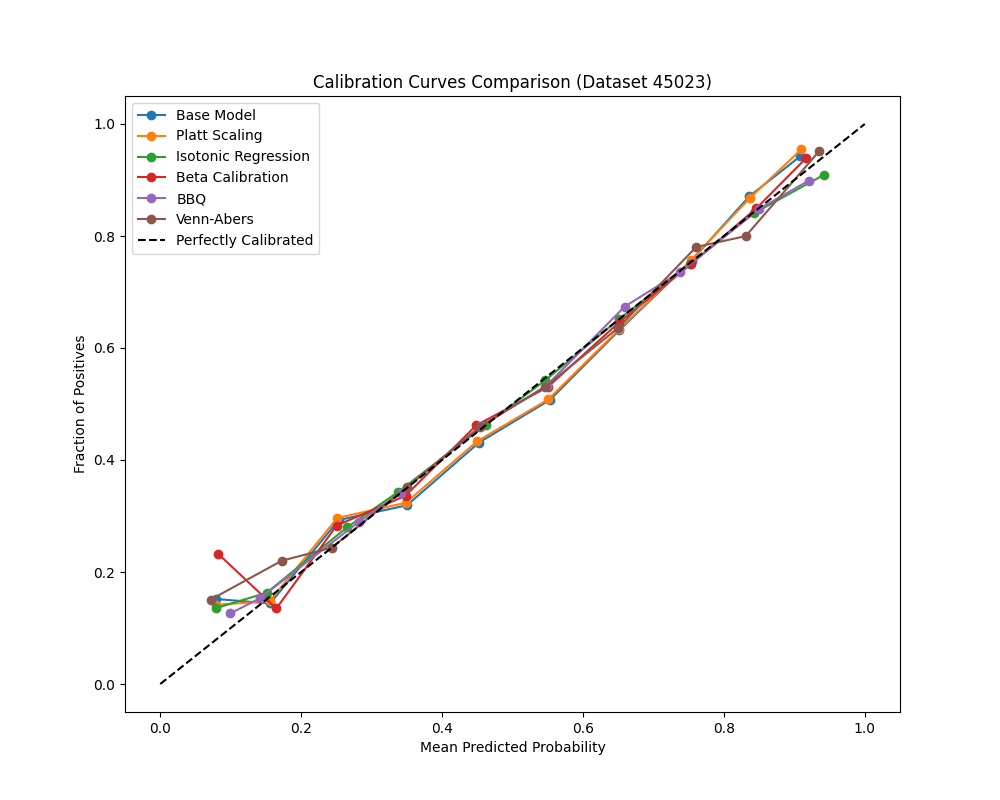 Calibration Curves Comparison (Dataset 45023)
Base Model
Platt Scaling
Isotonic Regression
Beta Calibration
BBQ
Venn-Abers
Perfectly Calibrated
Fraction of Positives
1.0
0.8
0.6
0.4
0.2
0.0
0.0 0.2 0.4 0.6 0.8 1.0
Mean Predicted Probability